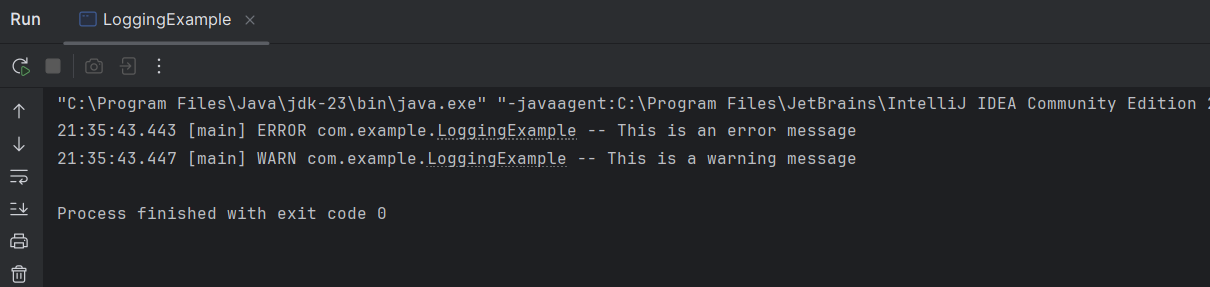 Run LoggingExample
"C:\Program Files\Java\jdk-23\bin\java.exe" "-javaagent:C:\Program Files\JetBrains\IntelliJ IDEA Community Edition
21:35:43.443 [main] ERROR com.example.LoggingExample -- This is an error message
21:35:43.447 [main] WARN com.example.LoggingExample -- This is a warning message
Process finished with exit code 0